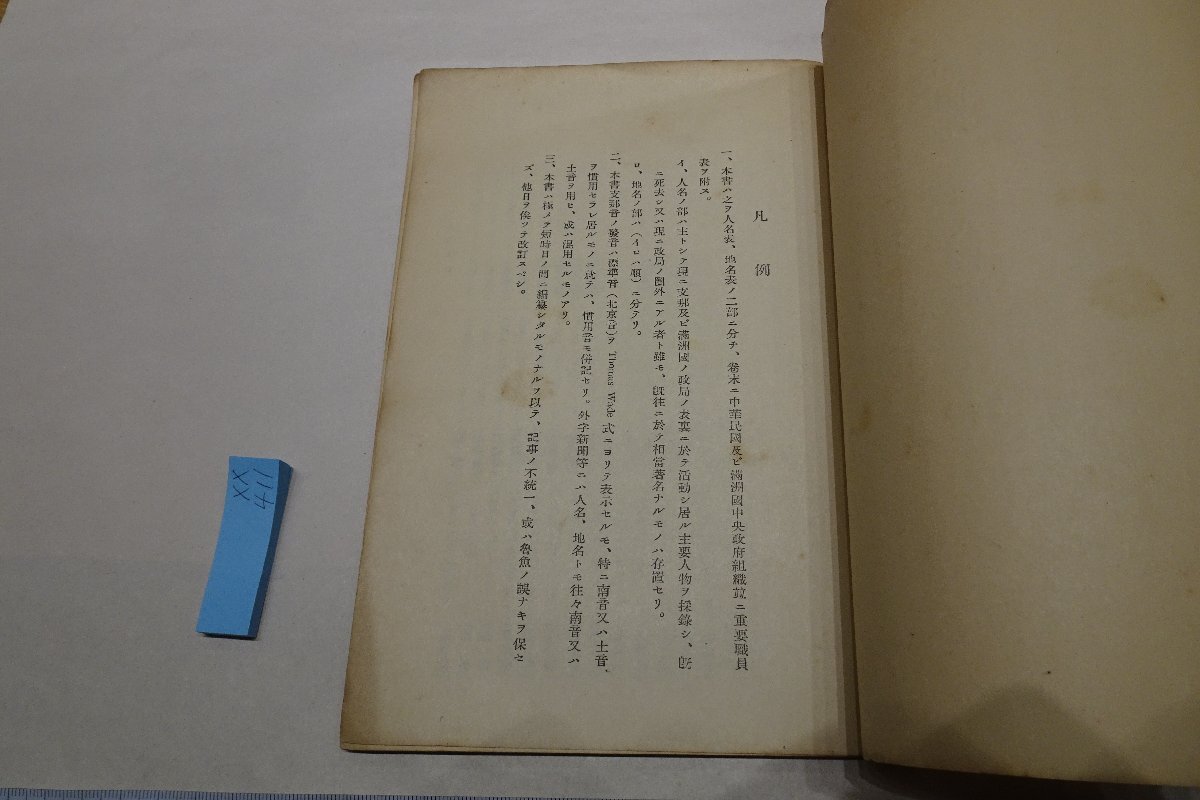 凡例
一、本書ハ之ヲ人名表、地名表ノ二部ニ分チ、卷末ニ中華民國及ビ滿洲國中央政府組織並ニ重要職員
表ヲ附ス。
イ、人名ノ部ハ主トシテ現ニ支那及ビ滿洲國ノ政局ノ表裏ニ於テ活動シ居ル主要人物ヲ採錄シ、旣
ニ死去シ又ハ現ニ政局ノ圈外ニアル者ト雖モ、旣往ニ於テ相當著名ナルモノハ存置セリ。
ロ、地名ノ部ハ(イロハ順)ニ分テリ。
二、本書支那音ノ發音ハ標準音(北京音)ヲ Thomas Wade 式ニヨリテ表示セルモ、特ニ南音又ハ土音、
ヲ慣用セラレ居ルモノニ就テハ、慣用音モ併記セリ。外字新聞等ニハ人名、地名トモ往々南音又ハ
土音ヲ用ヒ、或ハ混用セルモノアリ。
三、本書ハ極メテ短時日ノ間ニ編纂シタルモノナルヲ以テ、記事ノ不統一、或ハ魯魚ノ誤ナキヲ保セ
ズ、他日ヲ俟ツテ改訂スベシ。